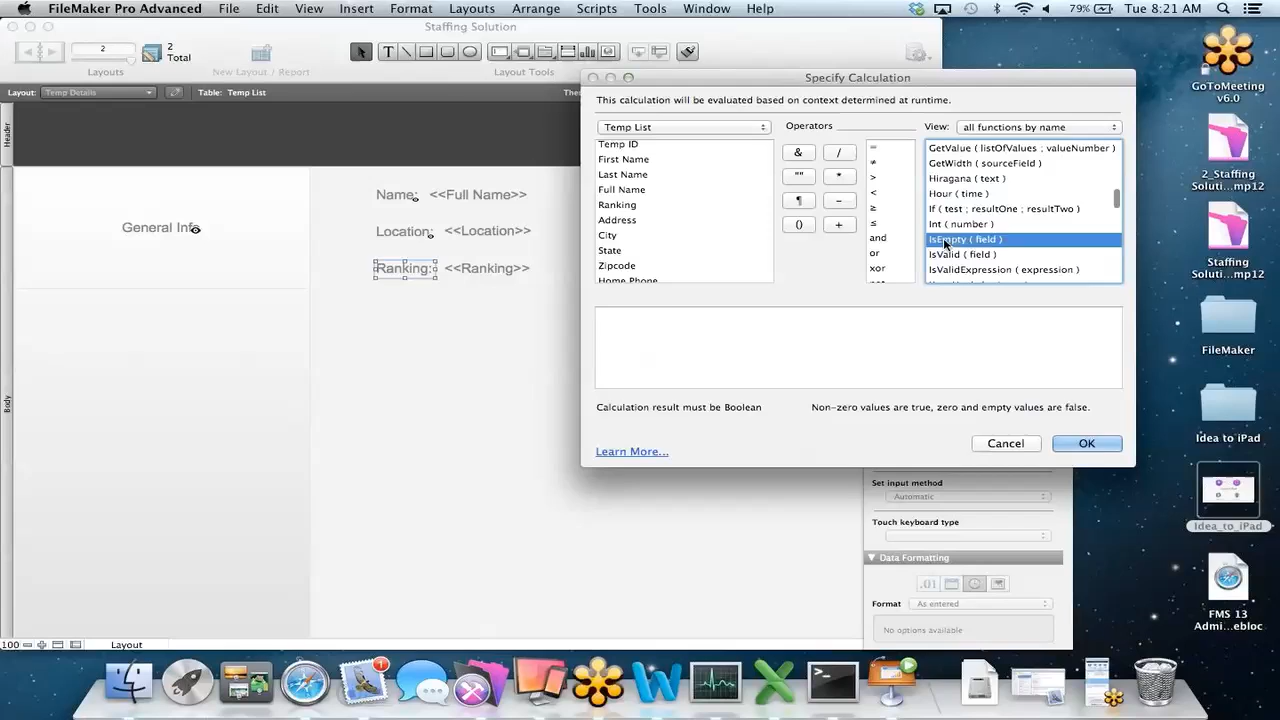 FileMaker Pro Advanced File Edit View Insert Format Layouts Arrange Scripts Tools Window Help 79% Tue 8:21 AM
Staffing Solution
2
2
Total
Layouts
New Layout / Report
Layout Tools
Layout: Temp Details Table: Temp List
Header
Body
General Info
Name: <<Full Name>>
Location: <<Location>>
Ranking: <<Ranking>>
100
Layout
Specify Calculation
This calculation will be evaluated based on context determined at runtime.
Temp List
Operators
View: all functions by name
Temp ID
First Name
Last Name
Full Name
Ranking
Address
City
State
Zipcode
Home Phone
& /
"" *
¶ -
() +
=
≠
>
<
≥
≤
and
or
xor
GetValue ( listOfValues ; valueNumber )
GetWidth ( sourceField )
Hiragana ( text )
Hour ( time )
If ( test ; resultOne ; resultTwo )
Int ( number )
IsEmpty ( field )
IsValid ( field )
IsValidExpression ( expression )
Calculation result must be Boolean
Non-zero values are true, zero and empty values are false.
Learn More...
Cancel
OK
Set input method
Automatic
Touch keyboard type
Data Formatting
.01
Format As entered
No options available
GoToMeeting
v6.0
2_Staffing
Soluti....mp12
Staffing
Soluti....mp12
FileMaker
Idea to iPad
Idea_to_iPad
FMS 13
Admi...ebloc
1